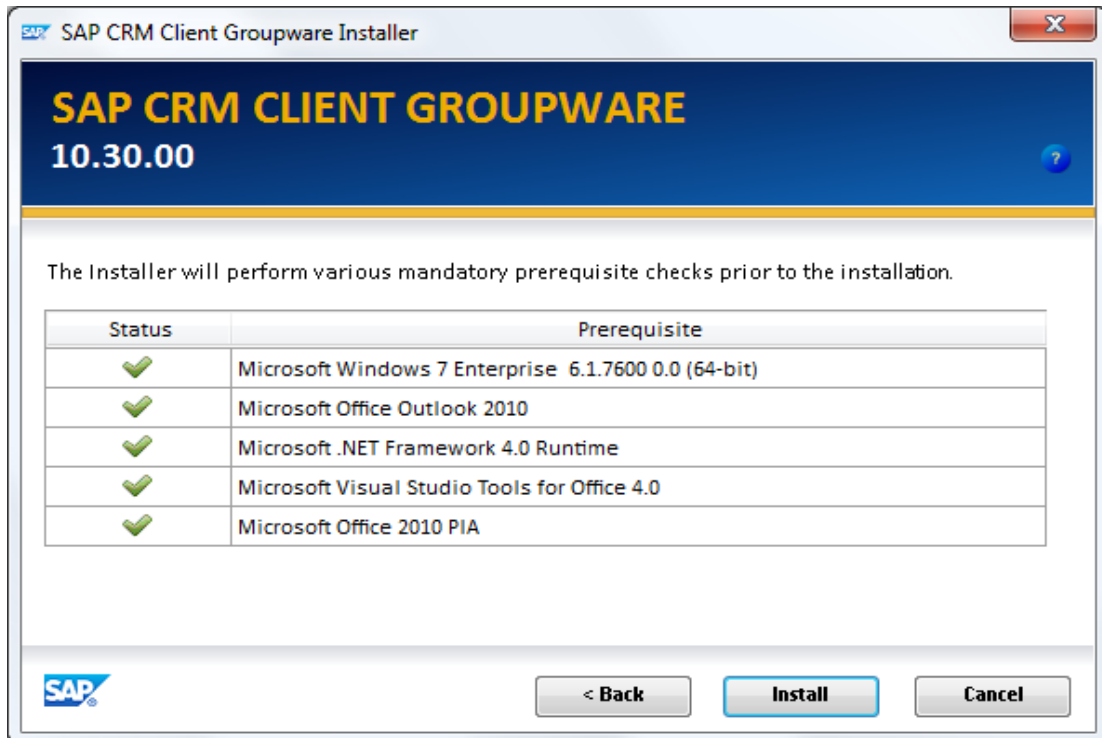 SAP SAP CRM Client Groupware Installer
SAP CRM CLIENT GROUPWARE
10.30.00
?
The Installer will perform various mandatory prerequisite checks prior to the installation.
Status Prerequisite
Microsoft Windows 7 Enterprise 6.1.7600 0.0 (64-bit)
Microsoft Office Outlook 2010
Microsoft .NET Framework 4.0 Runtime
Microsoft Visual Studio Tools for Office 4.0
Microsoft Office 2010 PIA
SAP® < Back Install Cancel